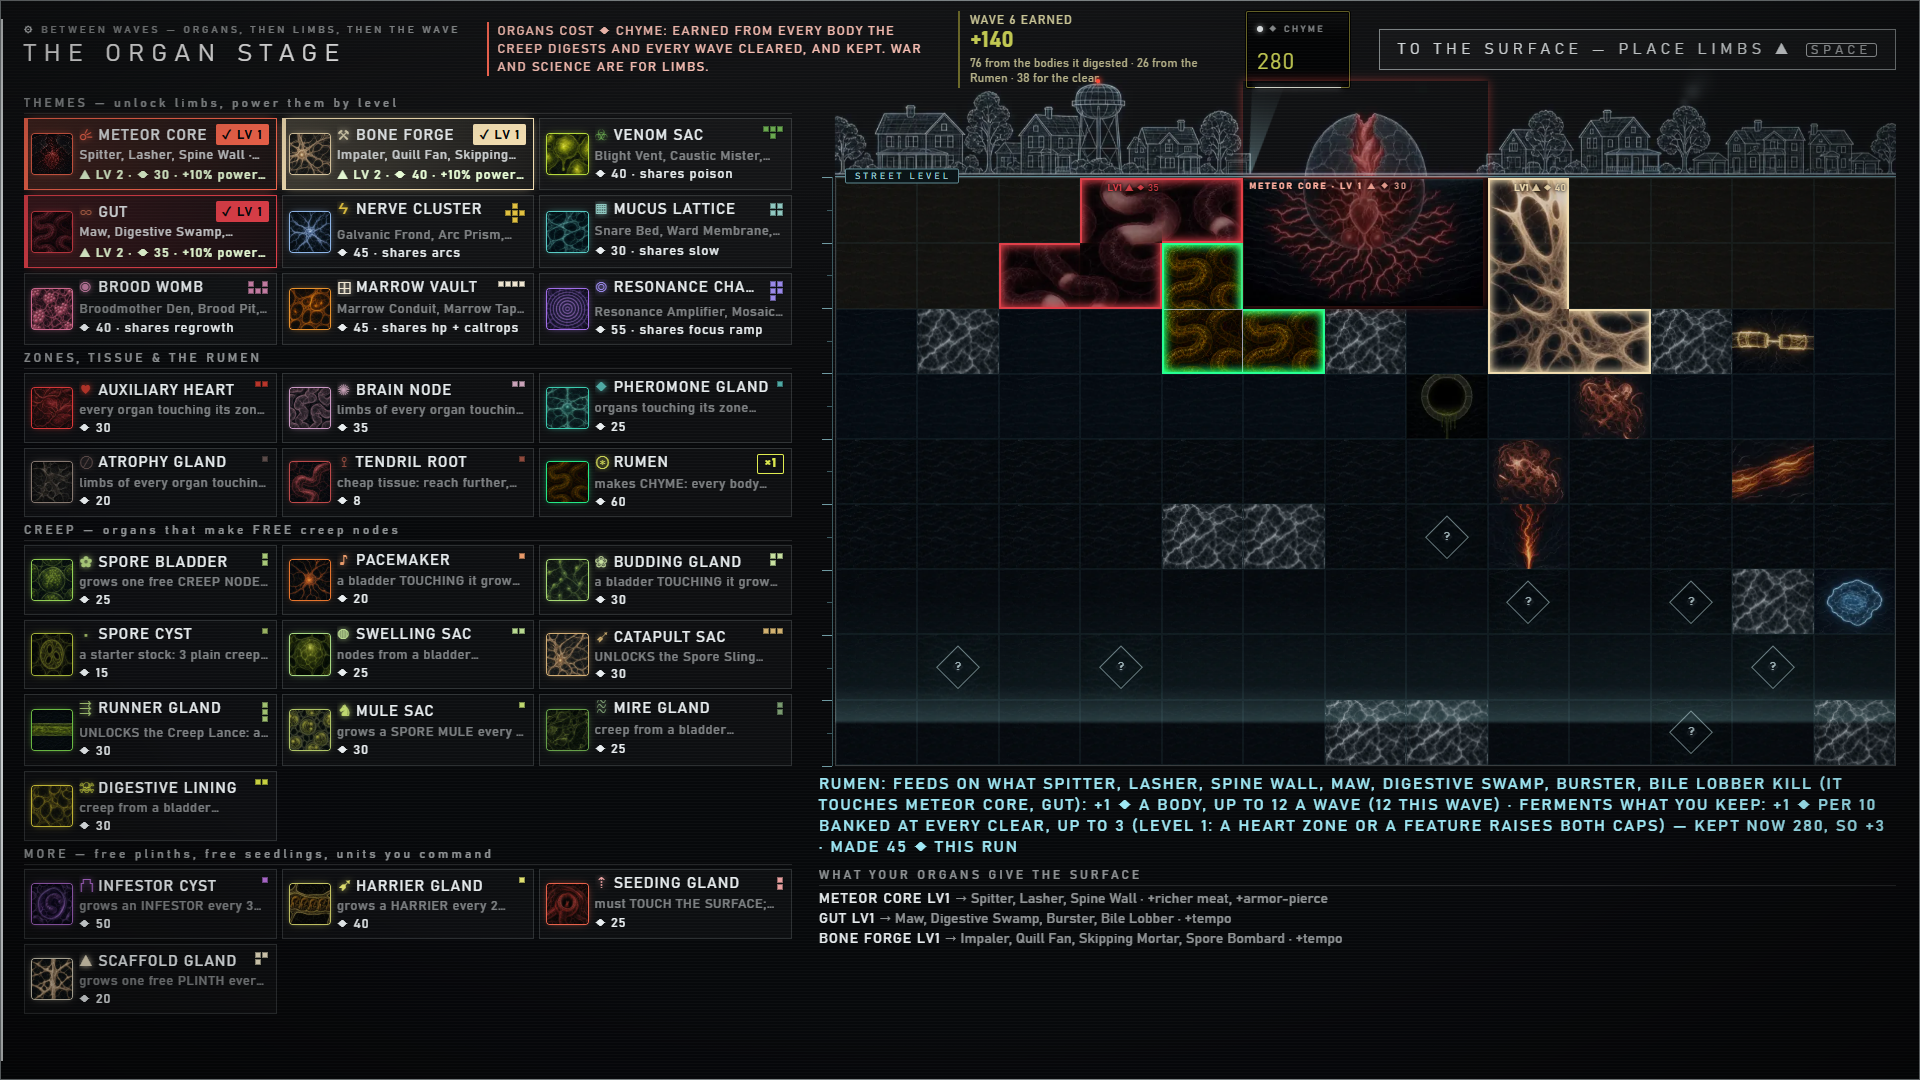 BETWEEN WAVES — ORGANS, THEN LIMBS, THEN THE WAVE
THE ORGAN STAGE
ORGANS COST ◆ CHYME: EARNED FROM EVERY BODY THE
CREEP DIGESTS AND EVERY WAVE CLEARED, AND KEPT. WAR
AND SCIENCE ARE FOR LIMBS.
WAVE 6 EARNED
+140
76 from the bodies it digested · 26 from the
Rumen · 38 for the clear
◆ CHYME
280
TO THE SURFACE — PLACE LIMBS ▲ SPACE
THEMES — unlock limbs, power them by level
METEOR CORE ✓ LV 1
Spitter, Lasher, Spine Wall ·…
▲ LV 2 · ◆ 30 · +10% power…
BONE FORGE ✓ LV 1
Impaler, Quill Fan, Skipping…
▲ LV 2 · ◆ 40 · +10% power…
VENOM SAC
Blight Vent, Caustic Mister,…
◆ 40 · shares poison
GUT ✓ LV 1
Maw, Digestive Swamp,…
▲ LV 2 · ◆ 35 · +10% power…
NERVE CLUSTER
Galvanic Frond, Arc Prism,…
◆ 45 · shares arcs
MUCUS LATTICE
Snare Bed, Ward Membrane,…
◆ 30 · shares slow
BROOD WOMB
Broodmother Den, Brood Pit,…
◆ 40 · shares regrowth
MARROW VAULT
Marrow Conduit, Marrow Tap…
◆ 45 · shares hp + caltrops
RESONANCE CHA…
Resonance Amplifier, Mosaic…
◆ 55 · shares focus ramp
ZONES, TISSUE & THE RUMEN
AUXILIARY HEART
every organ touching its zon…
◆ 30
BRAIN NODE
limbs of every organ touchin…
◆ 35
PHEROMONE GLAND
organs touching its zone…
◆ 25
ATROPHY GLAND
limbs of every organ touchin…
◆ 20
TENDRIL ROOT
cheap tissue: reach further,…
◆ 8
RUMEN ×1
makes CHYME: every body…
◆ 60
CREEP — organs that make FREE creep nodes
SPORE BLADDER
grows one free CREEP NODE…
◆ 25
PACEMAKER
a bladder TOUCHING it grow…
◆ 20
BUDDING GLAND
a bladder TOUCHING it grow…
◆ 30
SPORE CYST
a starter stock: 3 plain creep…
◆ 15
SWELLING SAC
nodes from a bladder…
◆ 25
CATAPULT SAC
UNLOCKS the Spore Sling…
◆ 30
RUNNER GLAND
UNLOCKS the Creep Lance: a…
◆ 30
MULE SAC
grows a SPORE MULE every …
◆ 30
MIRE GLAND
creep from a bladder…
◆ 25
DIGESTIVE LINING
creep from a bladder…
◆ 30
MORE — free plinths, free seedlings, units you command
INFESTOR CYST
grows an INFESTOR every 3…
◆ 50
HARRIER GLAND
grows a HARRIER every 2…
◆ 40
SEEDING GLAND
must TOUCH THE SURFACE;…
◆ 25
SCAFFOLD GLAND
grows one free PLINTH ever…
◆ 20
STREET LEVEL
LV1 ▲ ◆ 35
METEOR CORE · LV 1 ▲ ◆ 30
LV1 ▲ ◆ 40
?
? ?
? ? ?
?
RUMEN: FEEDS ON WHAT SPITTER, LASHER, SPINE WALL, MAW, DIGESTIVE SWAMP, BURSTER, BILE LOBBER KILL (IT
TOUCHES METEOR CORE, GUT): +1 ◆ A BODY, UP TO 12 A WAVE (12 THIS WAVE) · FERMENTS WHAT YOU KEEP: +1 ◆ PER 10
BANKED AT EVERY CLEAR, UP TO 3 (LEVEL 1: A HEART ZONE OR A FEATURE RAISES BOTH CAPS) — KEPT NOW 280, SO +3
· MADE 45 ◆ THIS RUN
WHAT YOUR ORGANS GIVE THE SURFACE
METEOR CORE LV1 → Spitter, Lasher, Spine Wall · +richer meat, +armor-pierce
GUT LV1 → Maw, Digestive Swamp, Burster, Bile Lobber · +tempo
BONE FORGE LV1 → Impaler, Quill Fan, Skipping Mortar, Spore Bombard · +tempo